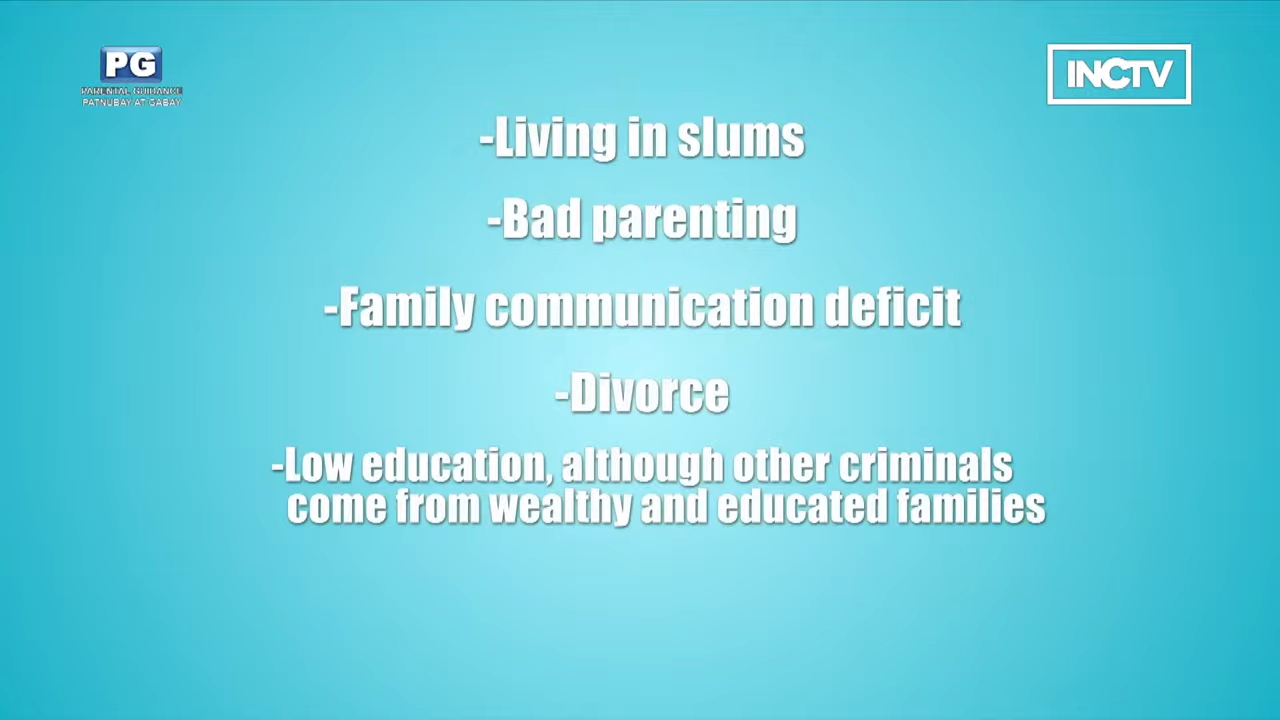 PG
PARENTAL GUIDANCE
PATNUBAY AT GABAY
INCTV
-Living in slums
-Bad parenting
-Family communication deficit
-Divorce
-Low education, although other criminals
come from wealthy and educated families